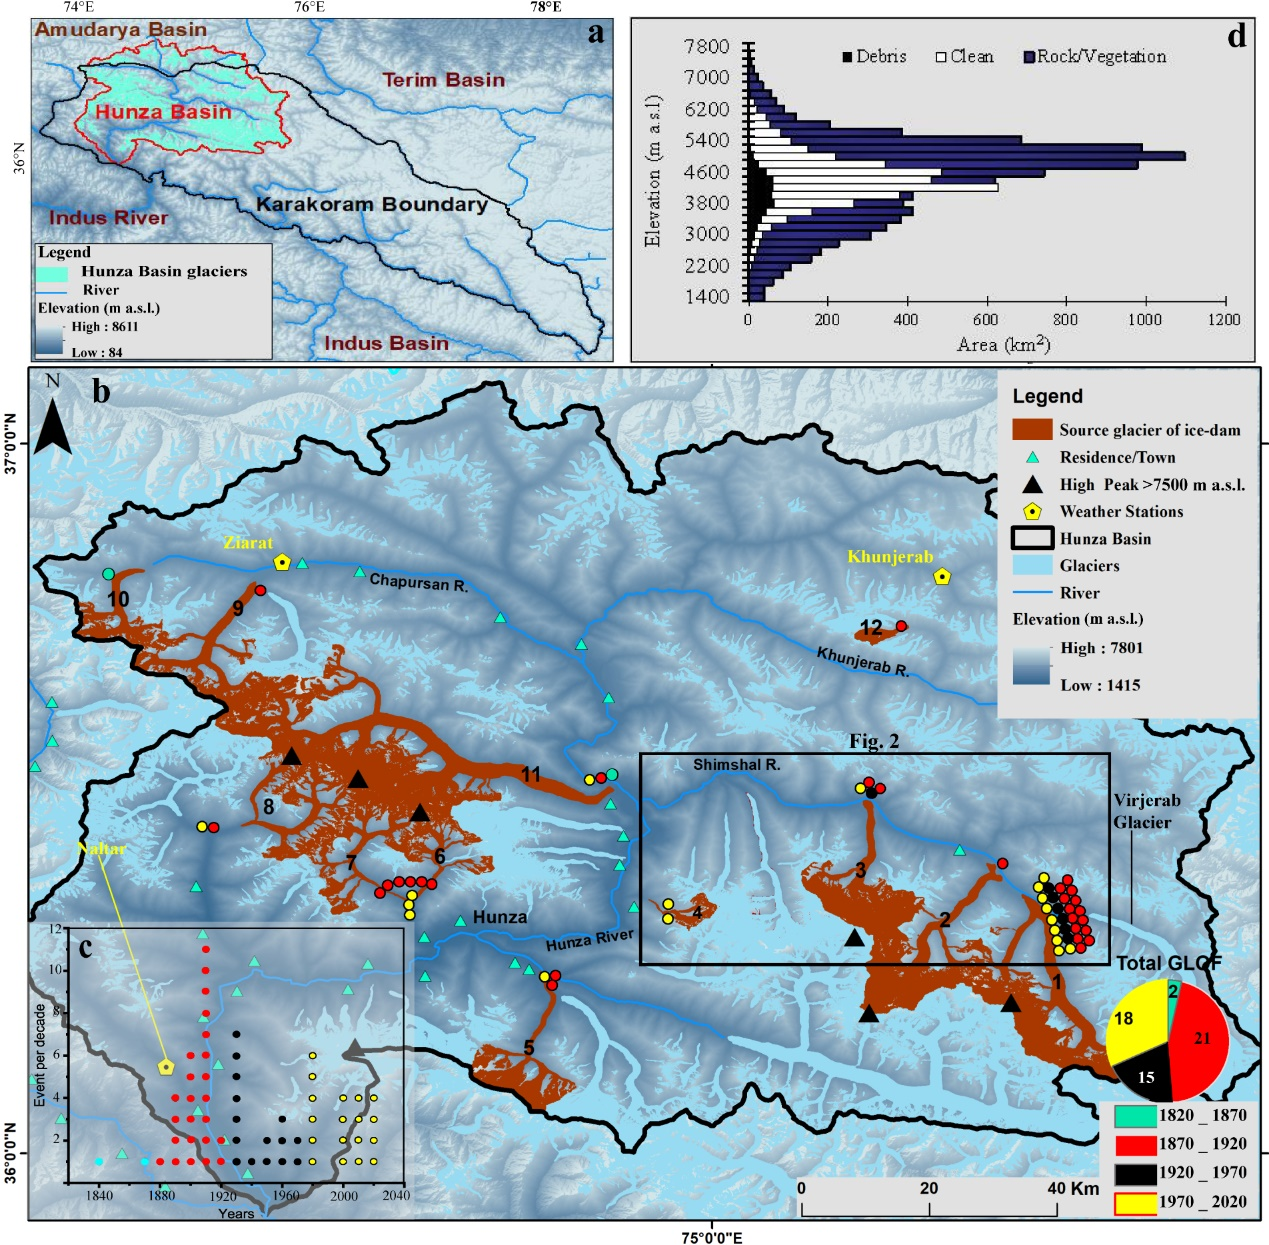 74°E 76°E 78°E
36°N
a
Amudarya Basin
Terim Basin
Hunza Basin
Karakoram Boundary
Indus River
Indus Basin
Legend
Hunza Basin glaciers
River
Elevation (m a.s.l.)
High : 8611
Low : 84
d
Debris Clean Rock/Vegetation
Elevation (m a.s.l)
7800
7000
6200
5400
4600
3800
3000
2200
1400
0 200 400 600 800 1000 1200
Area (km²)
b
N
37°0'0"N
36°0'0"N
75°0'0"E
Legend
Source glacier of ice-dam
Residence/Town
High Peak >7500 m a.s.l.
Weather Stations
Hunza Basin
Glaciers
River
Elevation (m a.s.l.)
High : 7801
Low : 1415
Ziarat
Khunjerab
Chapursan R.
Khunjerab R.
10
9
12
11
8
7
6
Fig. 2
Shimshal R.
Virjerab
Glacier
3
4
2
1
5
Naltar
Hunza
Hunza River
c
Event per decade
12
10
8
6
4
2
1840 1880 1920 1960 2000 2040
Years
Total GLOF
2
18
21
15
1820 _ 1870
1870 _ 1920
1920 _ 1970
1970 _ 2020
0 20 40 Km